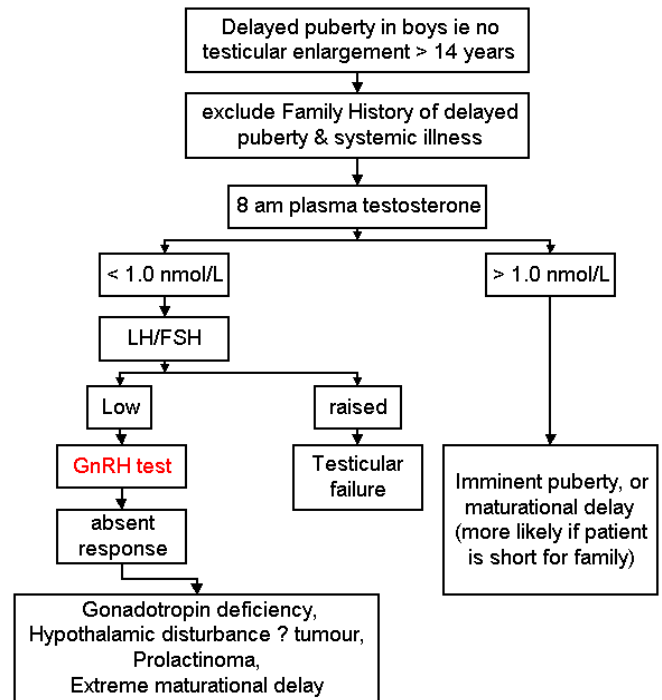 Delayed puberty in boys ie no
testicular enlargement > 14 years
exclude Family History of delayed
puberty & systemic illness
8 am plasma testosterone
< 1.0 nmol/L
> 1.0 nmol/L
LH/FSH
Low
raised
GnRH test
Testicular
failure
Imminent puberty, or
maturational delay
(more likely if patient
is short for family)
absent
response
Gonadotropin deficiency,
Hypothalamic disturbance ? tumour,
Prolactinoma,
Extreme maturational delay